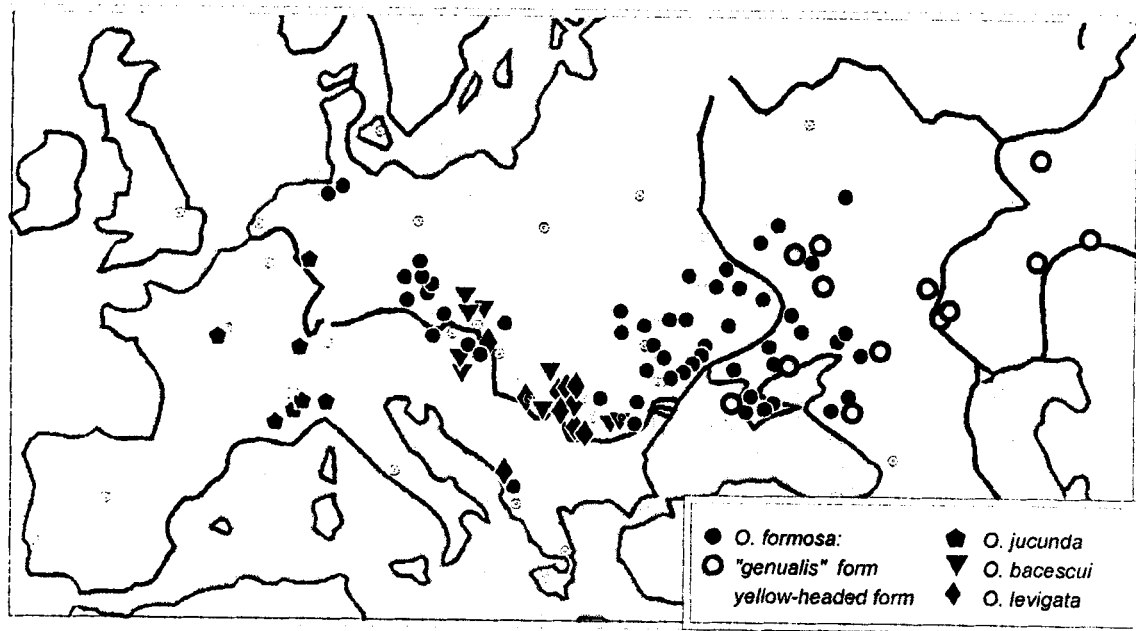 O. formosa:
"genualis" form
yellow-headed form
O. jucunda
O. bacescui
O. levigata